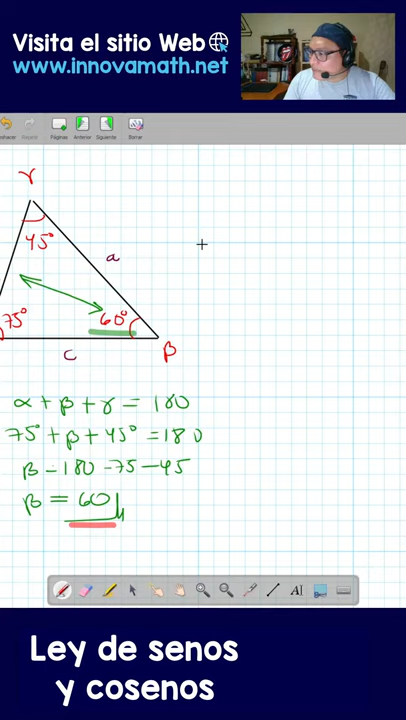 Visita el sitio Web
www.innovamath.net
Páginas Anterior Siguiente Borrar
γ
45°
a
75°
60°
c
β
α + β + γ = 180
75° + β + 45° = 180
β = 180 - 75 - 45
β = 60
AI
Ley de senos
y cosenos